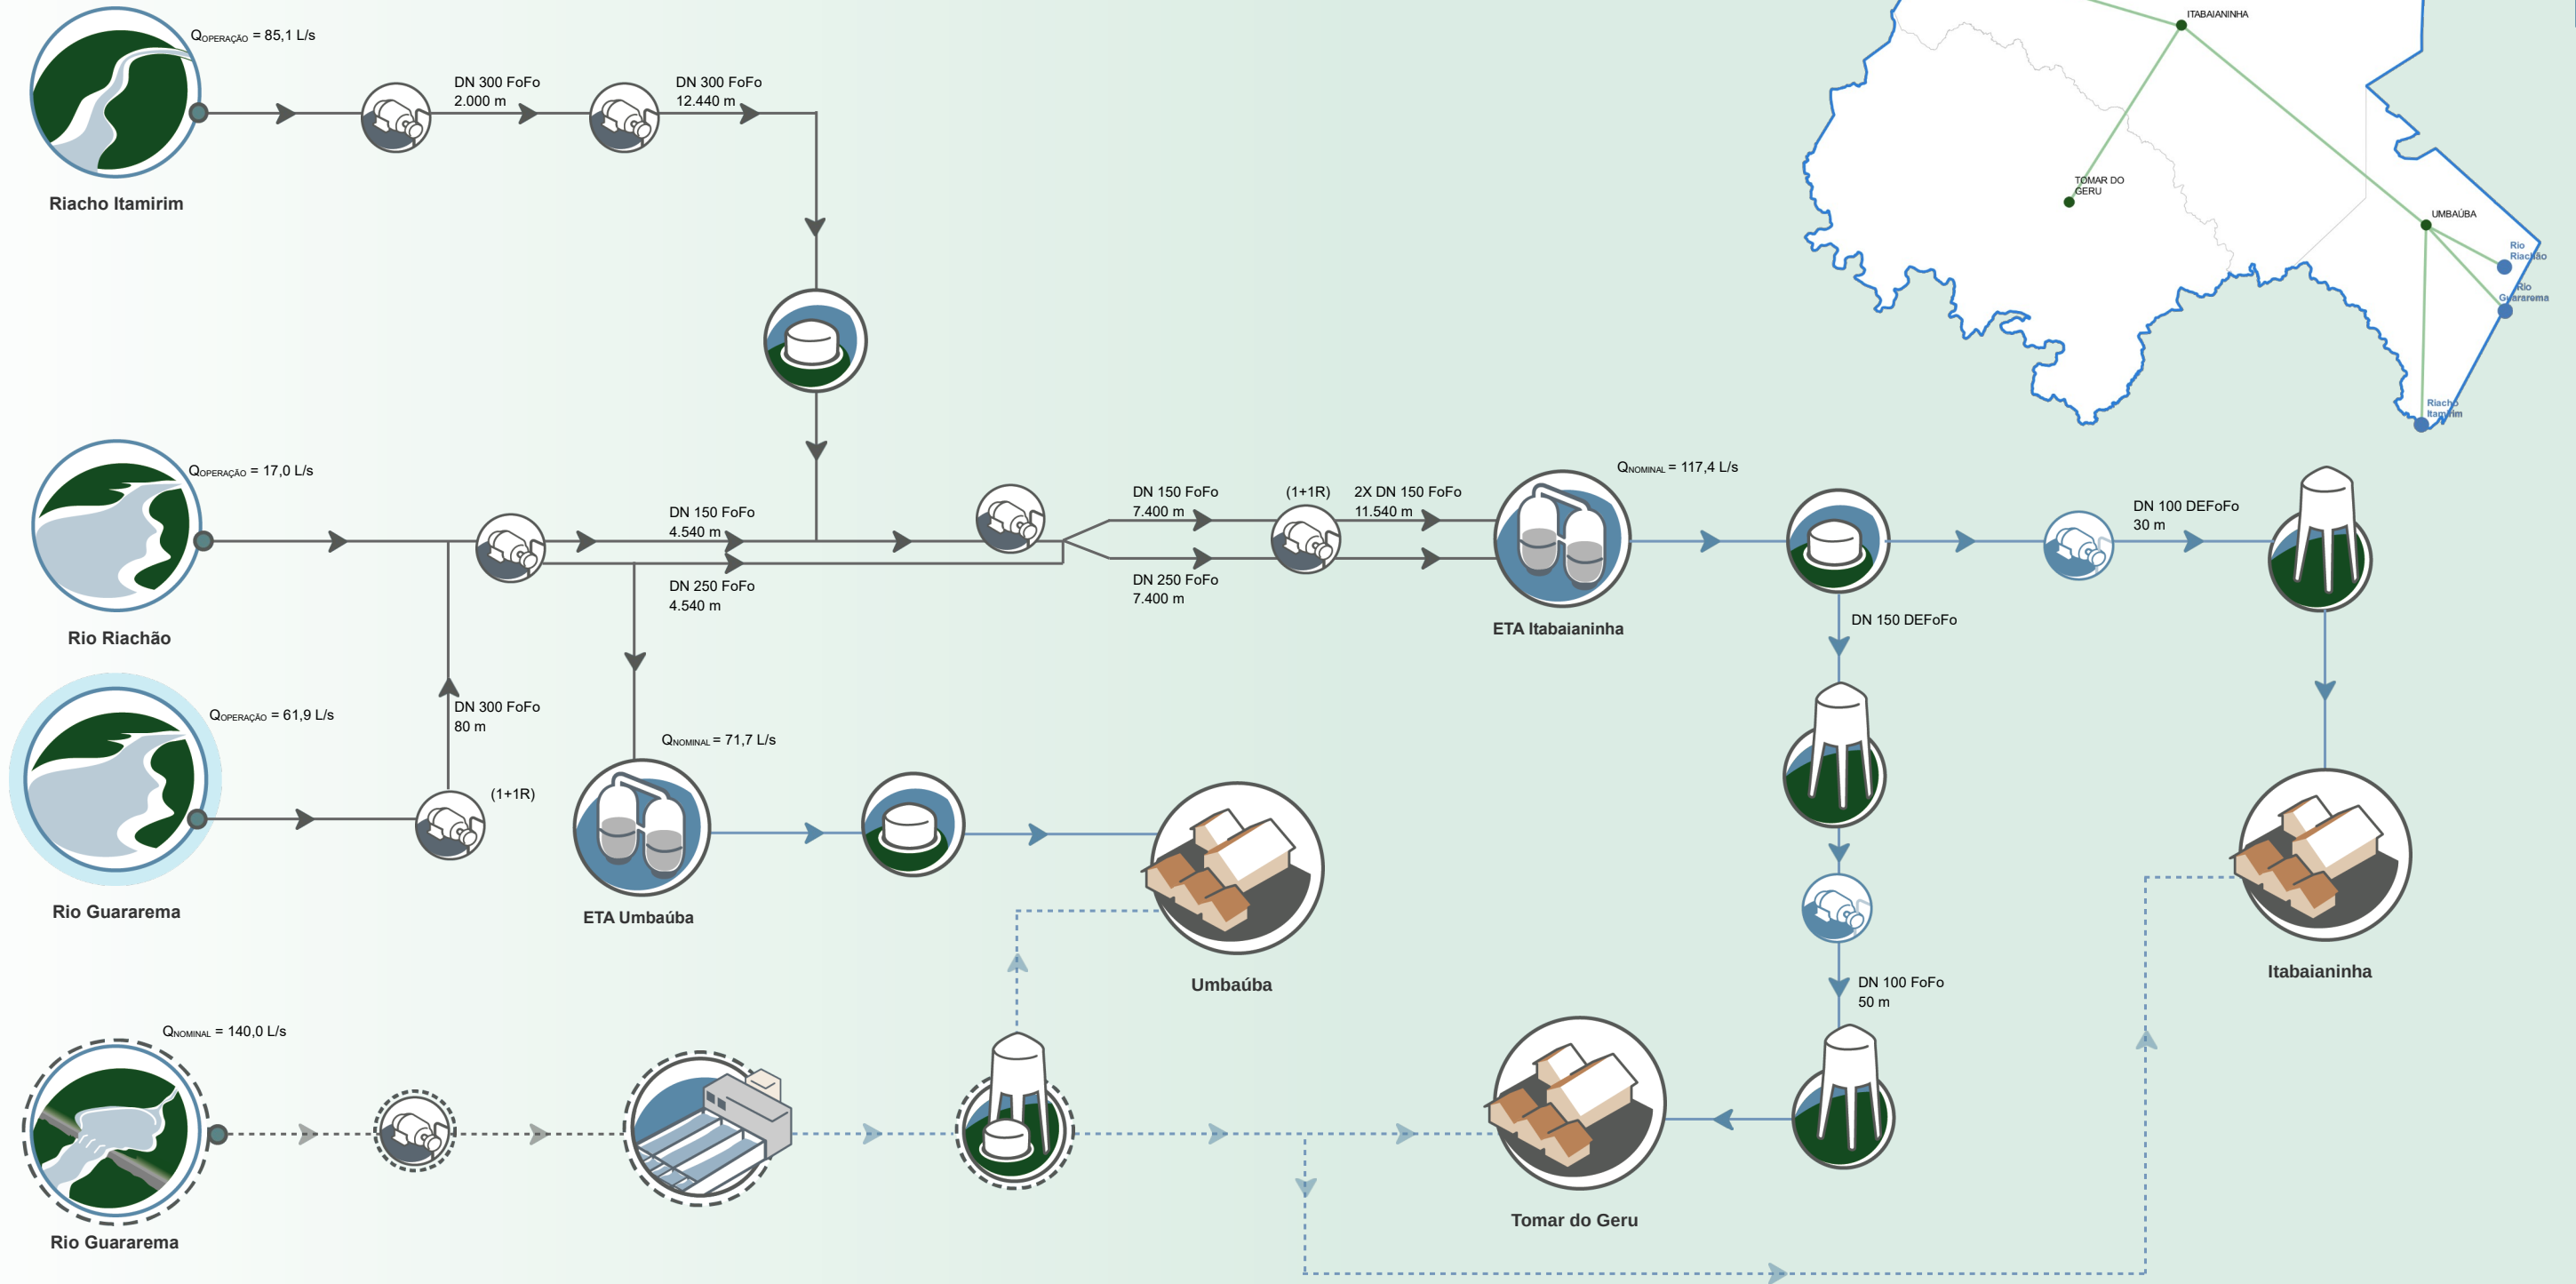 QOPERAÇÃO = 85,1 L/s
DN 300 FoFo
2.000 m
DN 300 FoFo
12.440 m
Riacho Itamirim
ITABAIANINHA
TOMAR DO
GERU
UMBAÚBA
Rio
Riachão
Rio
Guararema
Riacho
Itamirim
QOPERAÇÃO = 17,0 L/s
DN 150 FoFo
4.540 m
DN 250 FoFo
4.540 m
DN 150 FoFo
7.400 m
(1+1R)
2X DN 150 FoFo
11.540 m
DN 250 FoFo
7.400 m
QNOMINAL = 117,4 L/s
DN 100 DEFoFo
30 m
Rio Riachão
ETA Itabaianinha
DN 150 DEFoFo
QOPERAÇÃO = 61,9 L/s
DN 300 FoFo
80 m
(1+1R)
QNOMINAL = 71,7 L/s
Rio Guararema
ETA Umbaúba
Umbaúba
Itabaianinha
DN 100 FoFo
50 m
QNOMINAL = 140,0 L/s
Rio Guararema
Tomar do Geru